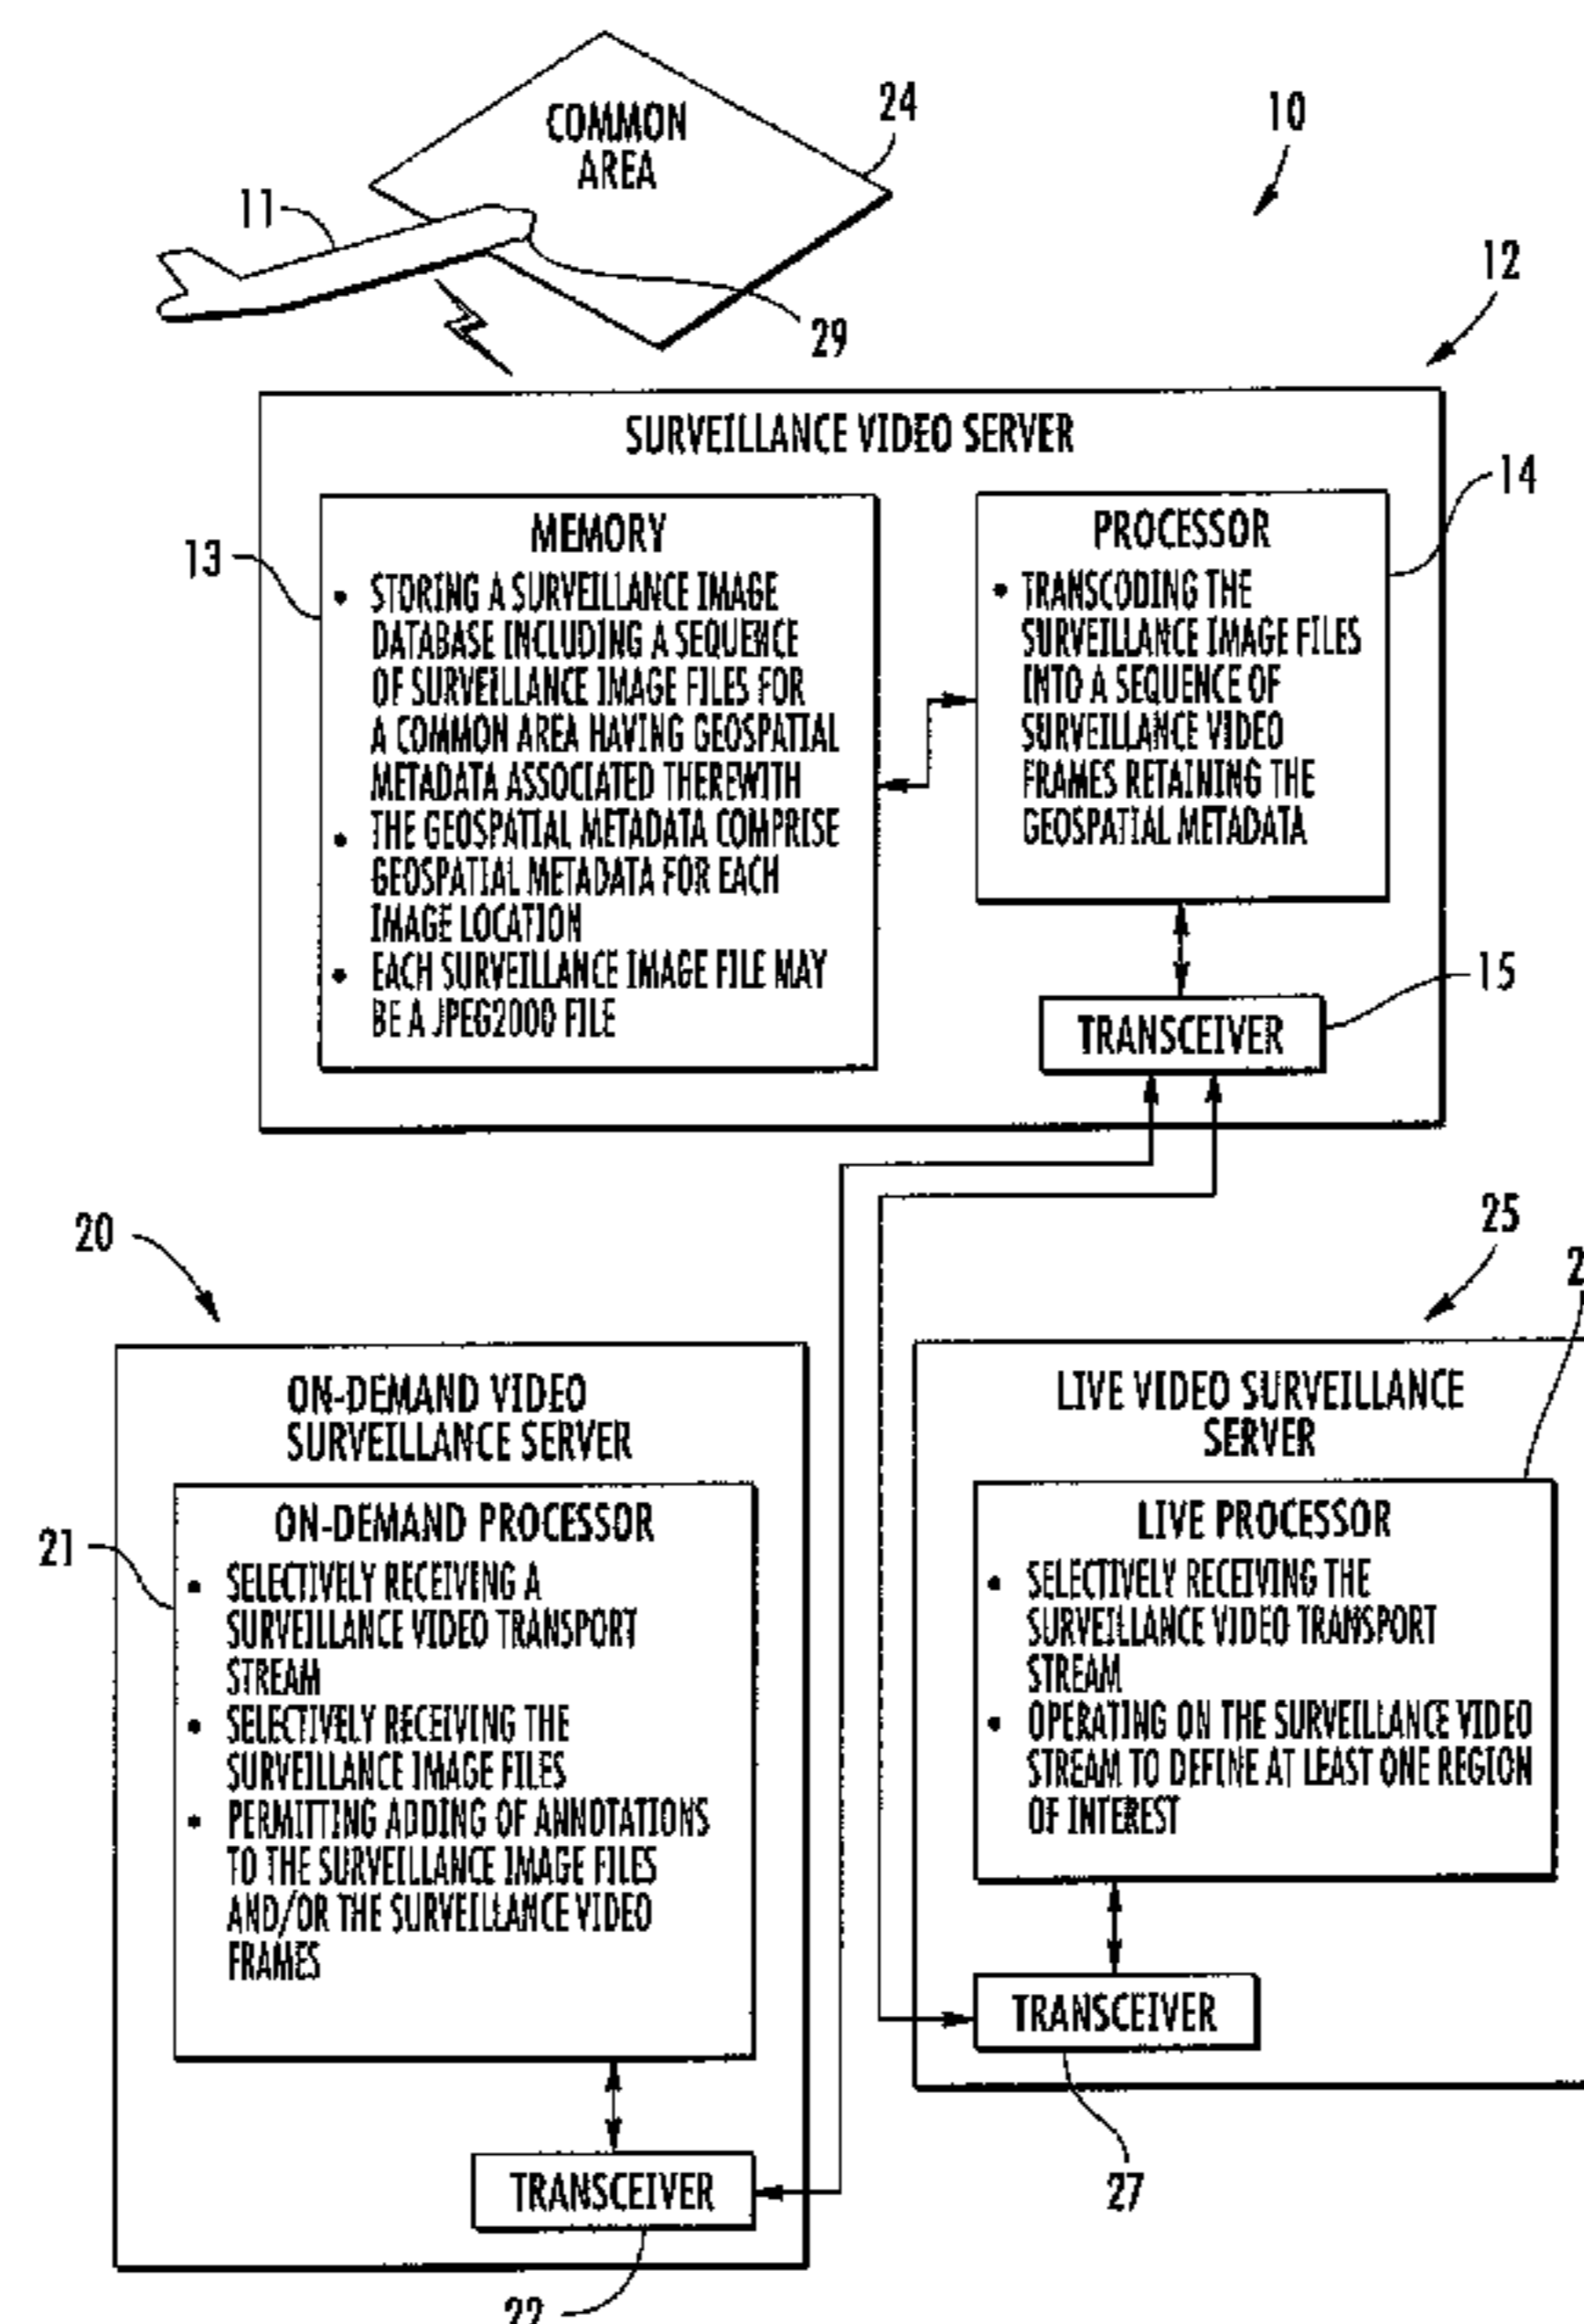 COMMON
AREA
24
10
11
12
29
SURVEILLANCE VIDEO SERVER
14
13
MEMORY
• STORING A SURVEILLANCE IMAGE
DATABASE INCLUDING A SEQUENCE
OF SURVEILLANCE IMAGE FILES FOR
A COMMON AREA HAVING GEOSPATIAL
METADATA ASSOCIATED THEREWITH
• THE GEOSPATIAL METADATA COMPRISE
GEOSPATIAL METADATA FOR EACH
IMAGE LOCATION
• EACH SURVEILLANCE IMAGE FILE MAY
BE A JPEG2000 FILE
PROCESSOR
• TRANSCODING THE
SURVEILLANCE IMAGE FILES
INTO A SEQUENCE OF
SURVEILLANCE VIDEO
FRAMES RETAINING THE
GEOSPATIAL METADATA
15
TRANSCEIVER
20
25
ON-DEMAND VIDEO
SURVEILLANCE SERVER
21
ON-DEMAND PROCESSOR
• SELECTIVELY RECEIVING A
SURVEILLANCE VIDEO TRANSPORT
STREAM
• SELECTIVELY RECEIVING THE
SURVEILLANCE IMAGE FILES
• PERMITTING ADDING OF ANNOTATIONS
TO THE SURVEILLANCE IMAGE FILES
AND/OR THE SURVEILLANCE VIDEO
FRAMES
TRANSCEIVER
22
LIVE VIDEO SURVEILLANCE
SERVER
LIVE PROCESSOR
• SELECTIVELY RECEIVING THE
SURVEILLANCE VIDEO TRANSPORT
STREAM
• OPERATING ON THE SURVEILLANCE VIDEO
STREAM TO DEFINE AT LEAST ONE REGION
OF INTEREST
TRANSCEIVER
27